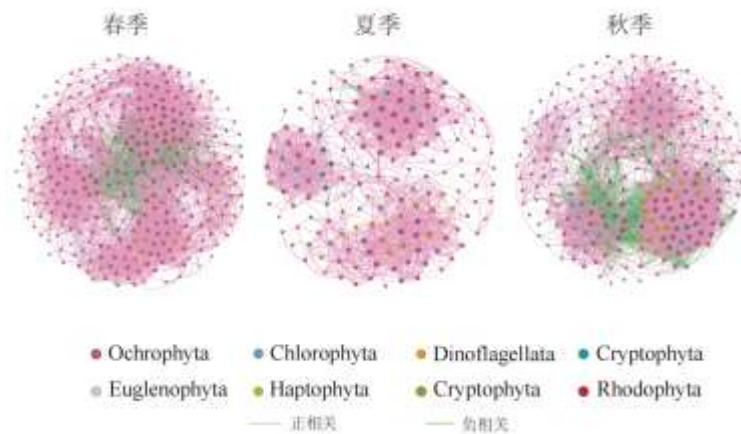 春季 夏季 秋季
Ochrophyta Chlorophyta Dinoflagellata Cryptophyta
Euglenophyta Haptophyta Cryptophyta Rhodophyta
正相关 负相关